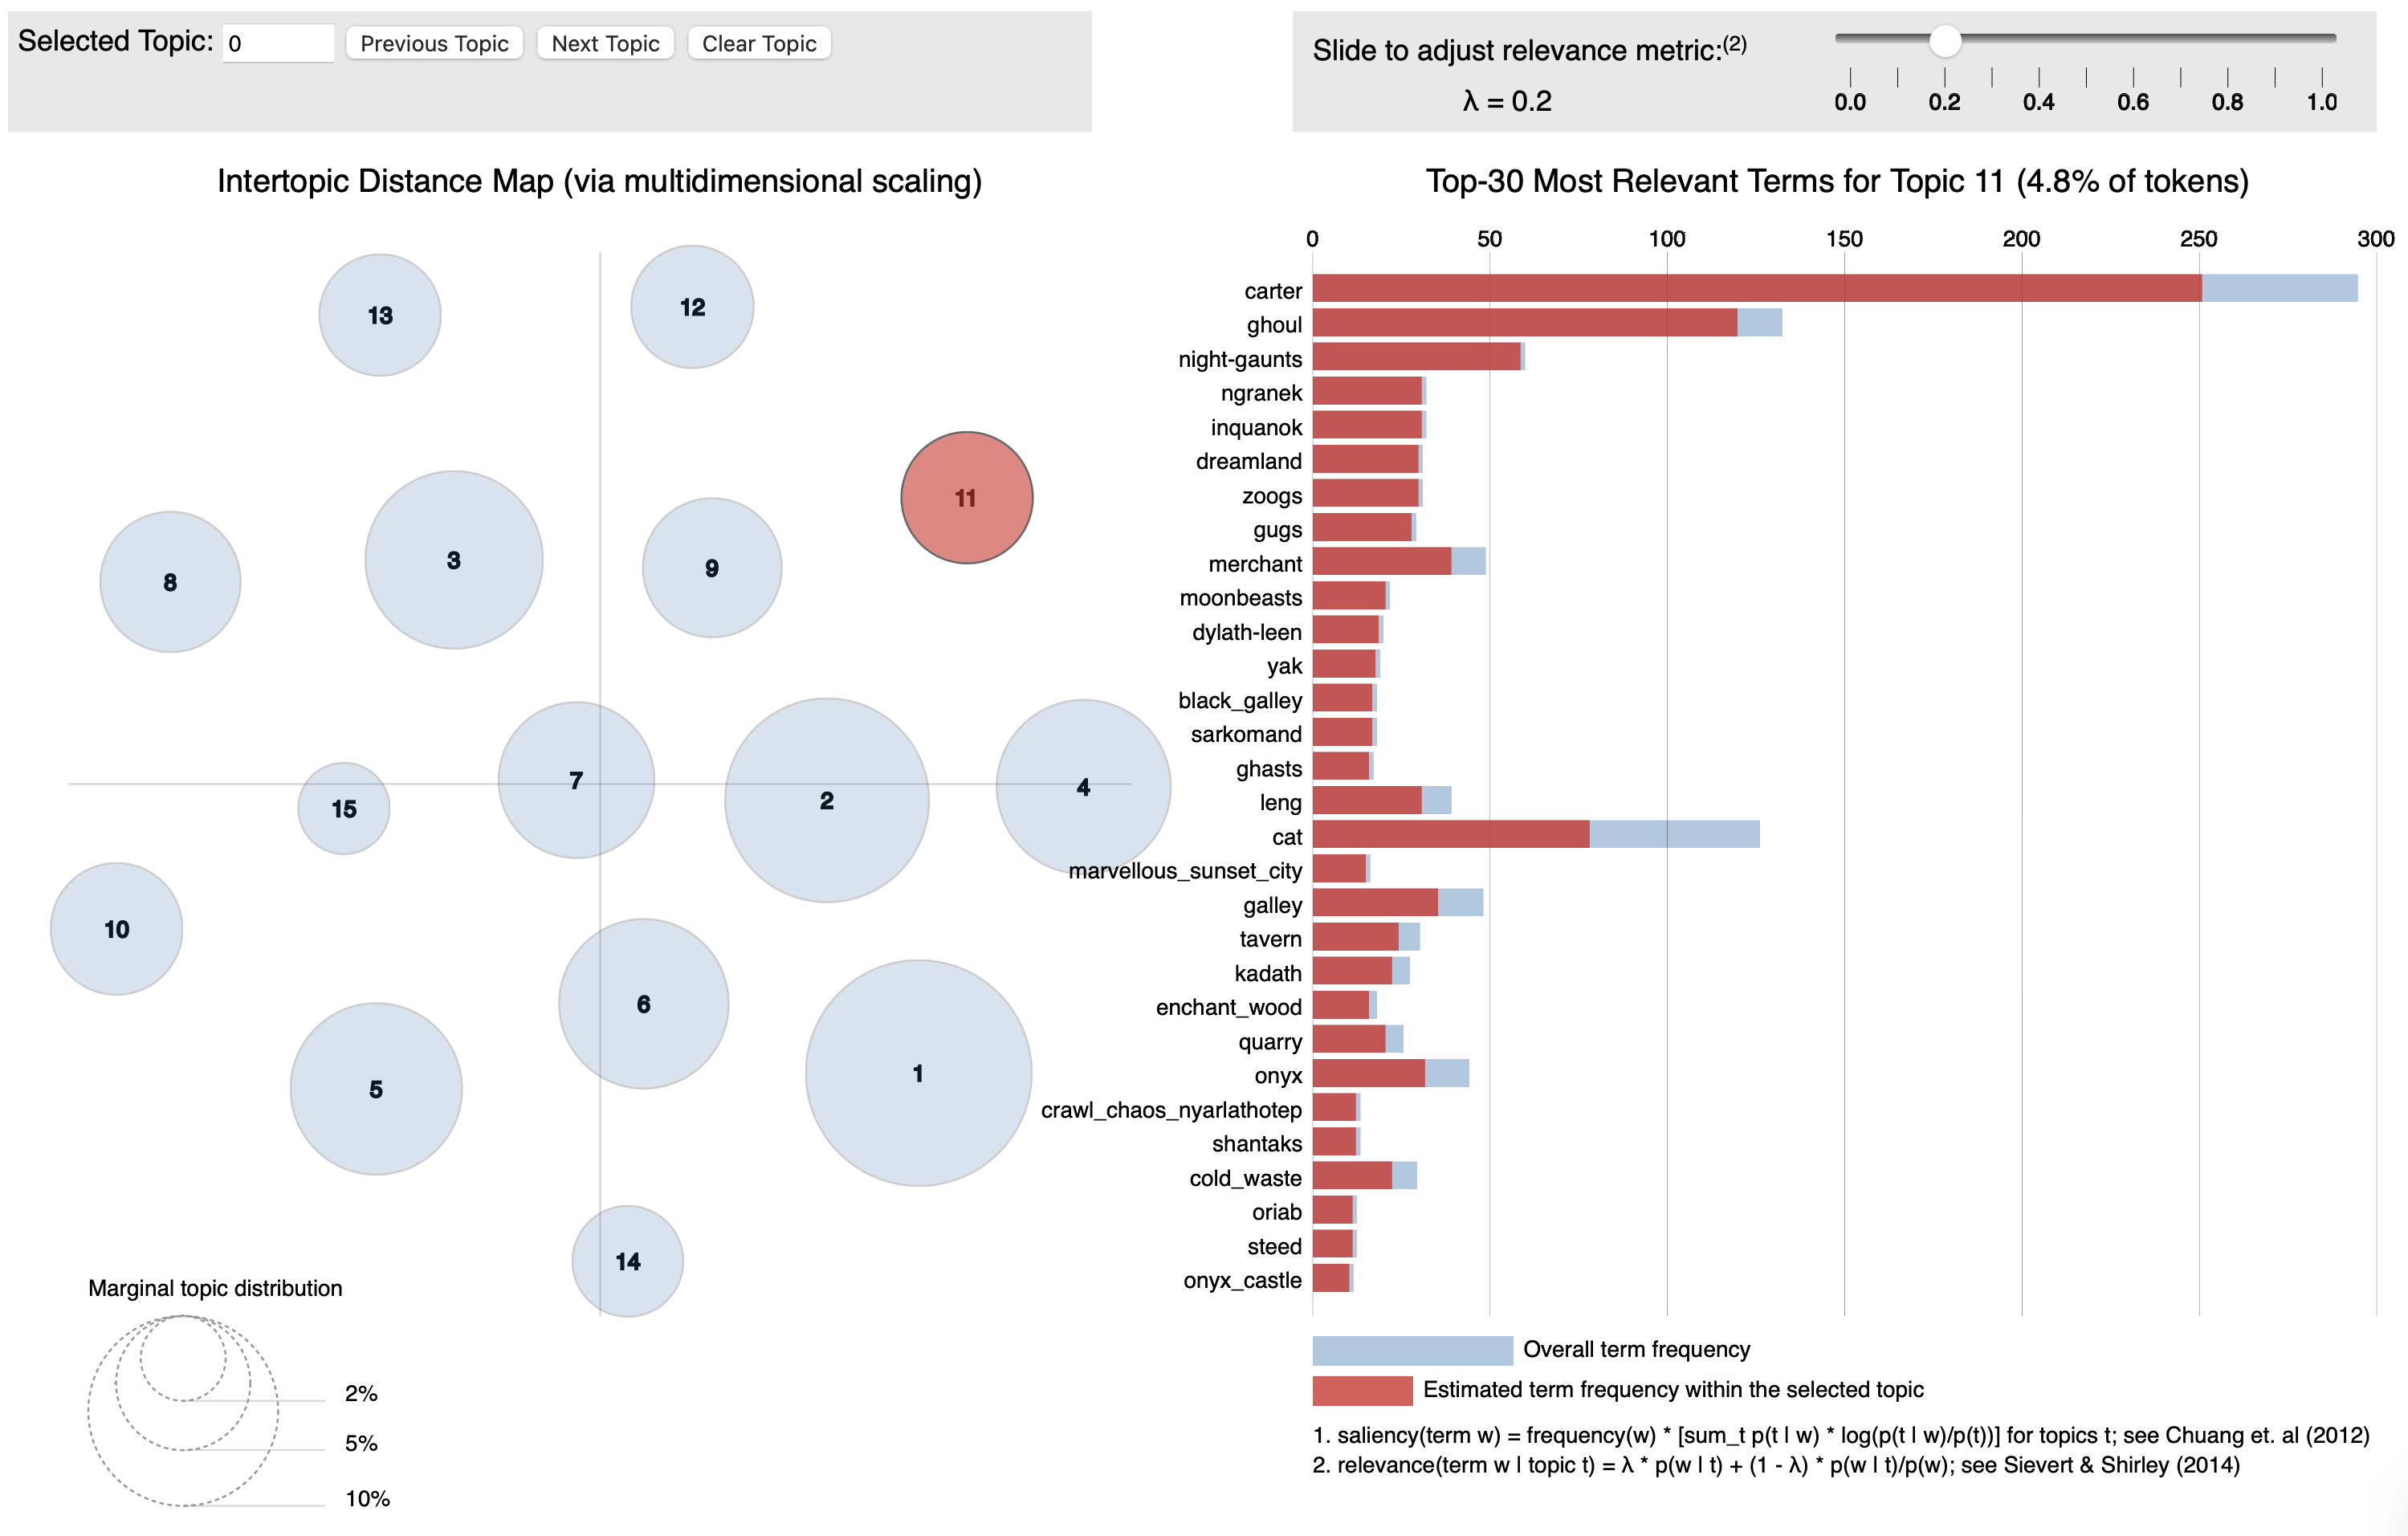 Selected Topic: 0 Previous Topic Next Topic Clear Topic
Slide to adjust relevance metric:(2)
λ = 0.2
0.0 0.2 0.4 0.6 0.8 1.0
Intertopic Distance Map (via multidimensional scaling)
13
12
11
3
8
9
7
2
4
15
10
6
5
1
14
Marginal topic distribution
2%
5%
10%
Top-30 Most Relevant Terms for Topic 11 (4.8% of tokens)
0 50 100 150 200 250 300
carter
ghoul
night-gaunts
ngranek
inquanok
dreamland
zoogs
gugs
merchant
moonbeasts
dylath-leen
yak
black_galley
sarkomand
ghasts
leng
cat
marvellous_sunset_city
galley
tavern
kadath
enchant_wood
quarry
onyx
crawl_chaos_nyarlathotep
shantaks
cold_waste
oriab
steed
onyx_castle
Overall term frequency
Estimated term frequency within the selected topic
1. saliency(term w) = frequency(w) * [sum_t p(t | w) * log(p(t | w)/p(t))] for topics t; see Chuang et. al (2012)
2. relevance(term w | topic t) = λ * p(w | t) + (1 - λ) * p(w | t)/p(w); see Sievert & Shirley (2014)